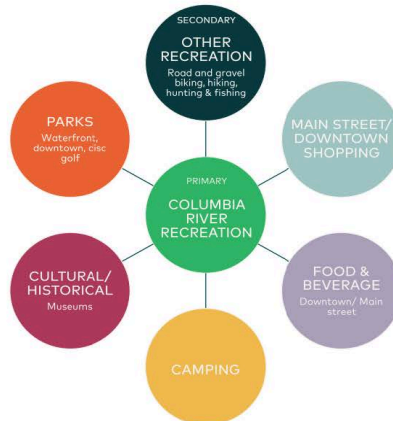 SECONDARY
OTHER
RECREATION
Road and gravel
biking, hiking,
hunting & fishing
PARKS
Waterfront,
downtown, cisc
golf
MAIN STREET/
DOWNTOWN
SHOPPING
PRIMARY
COLUMBIA
RIVER
RECREATION
CULTURAL/
HISTORICAL
Museums
FOOD &
BEVERAGE
Downtown/ Main
street
CAMPING